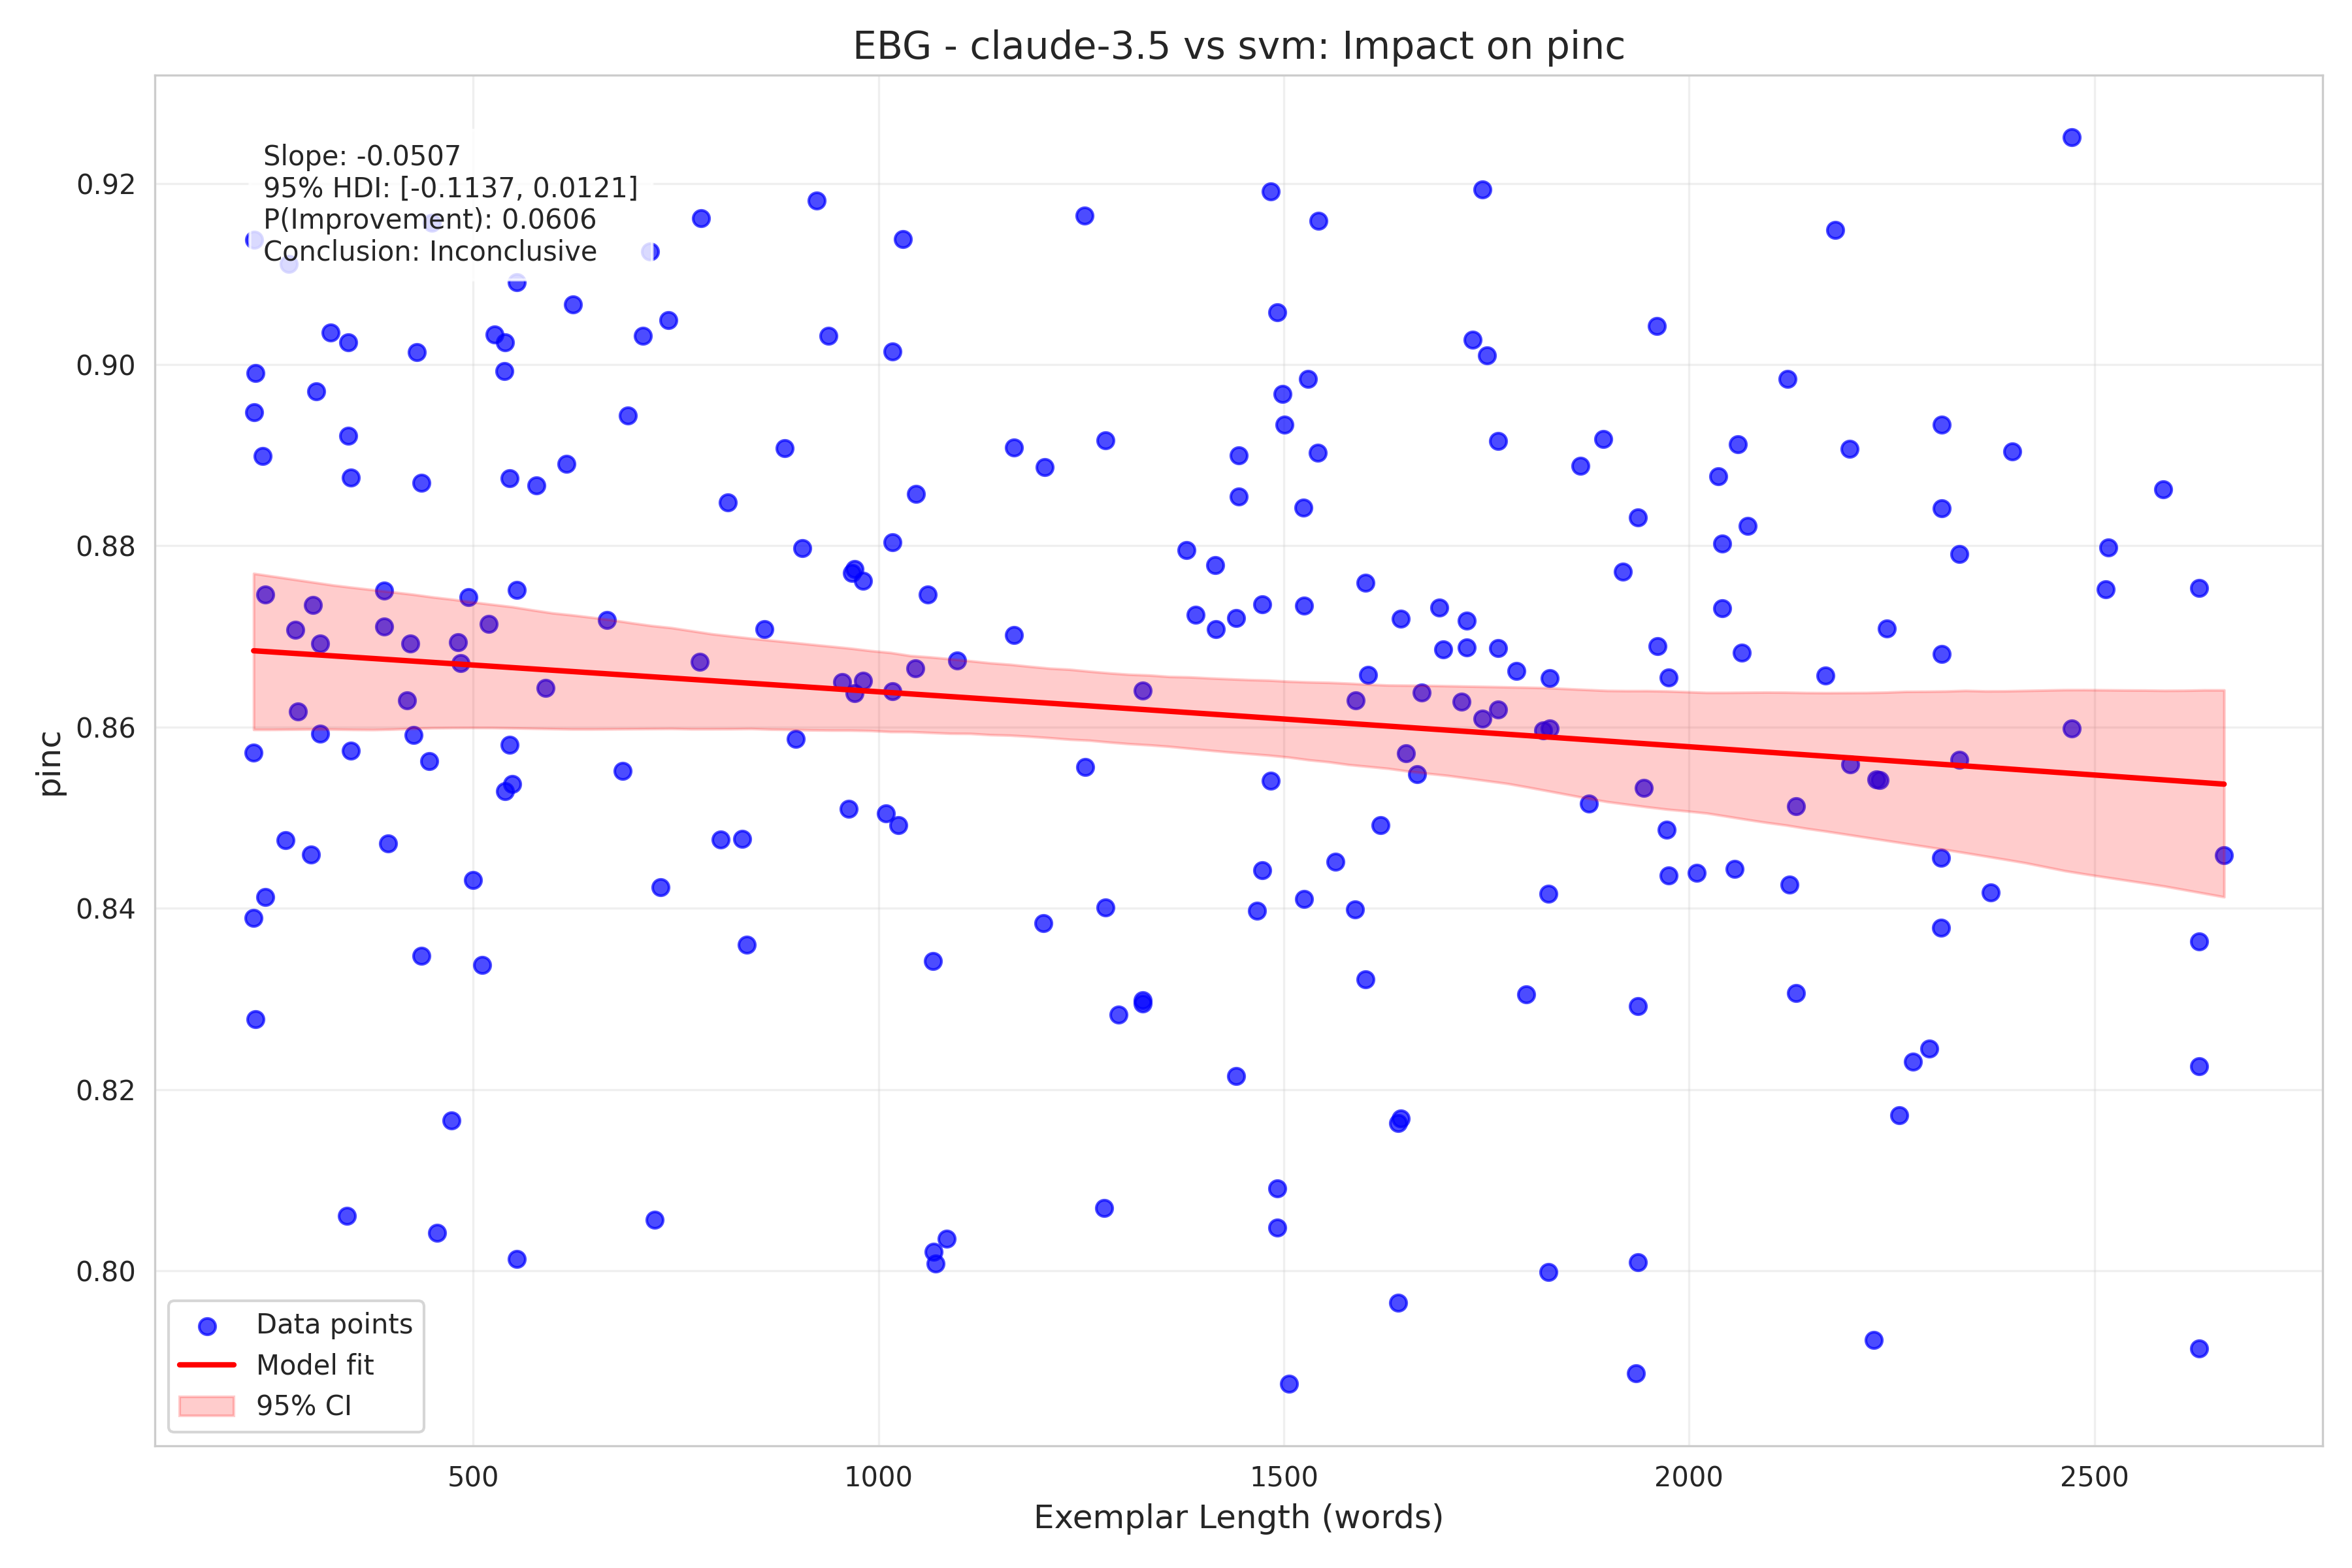 EBG - claude-3.5 vs svm: Impact on pinc
Slope: -0.0507
95% HDI: [-0.1137, 0.0121]
P(Improvement): 0.0606
Conclusion: Inconclusive
pinc
0.92
0.90
0.88
0.86
0.84
0.82
0.80
Data points
Model fit
95% CI
500
1000
1500
2000
2500
Exemplar Length (words)